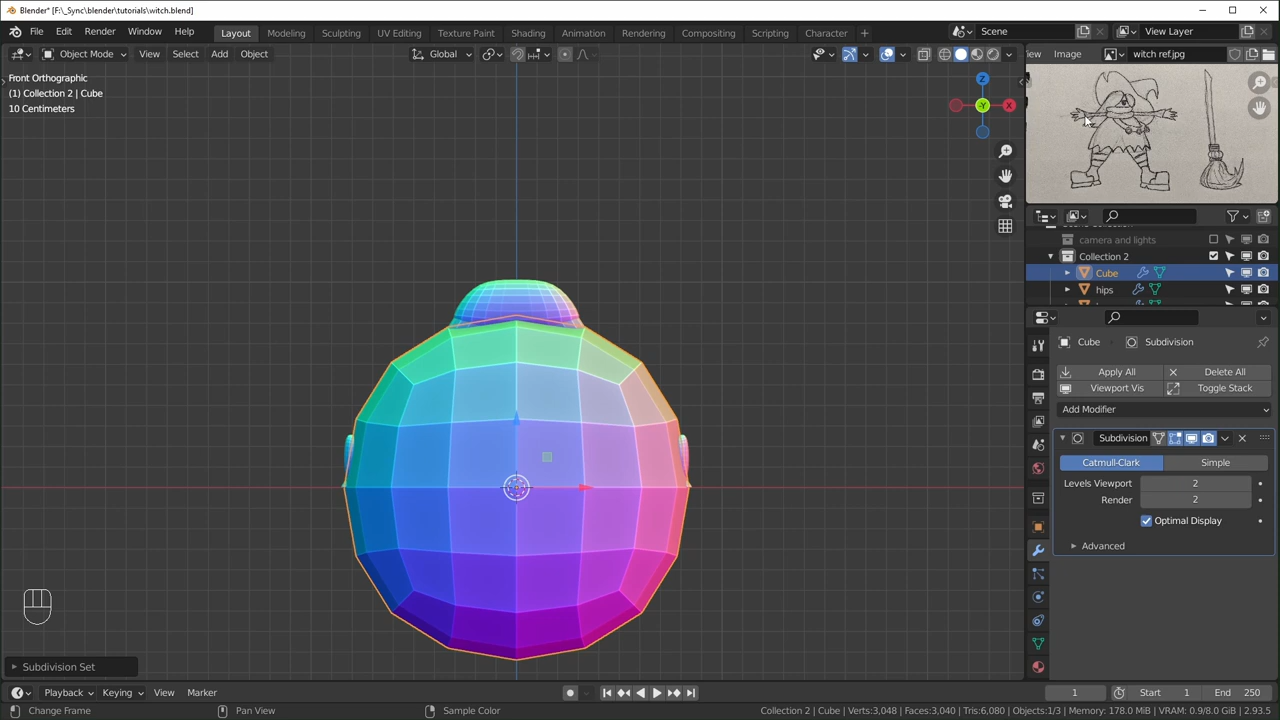 Blender* [F:\_Sync\blender\tutorials\witch.blend]
File Edit Render Window Help Layout Modeling Sculpting UV Editing Texture Paint Shading Animation Rendering Compositing Scripting Character + Scene View Layer
Object Mode View Select Add Object Global iew Image witch ref.jpg
Front Orthographic
(1) Collection 2 | Cube
10 Centimeters
Z
X
-Y
camera and lights
Collection 2
Cube
hips
Cube Subdivision
Apply All Delete All
Viewport Vis Toggle Stack
Add Modifier
Subdivision
Catmull-Clark Simple
Levels Viewport 2
Render 2
Optimal Display
Advanced
Subdivision Set
Playback Keying View Marker 1 Start 1 End 250
Change Frame Pan View Sample Color Collection 2 | Cube | Verts:3,048 | Faces:3,040 | Tris:6,080 | Objects:1/3 | Memory: 178.0 MiB | VRAM: 0.9/8.0 GiB | 2.93.5